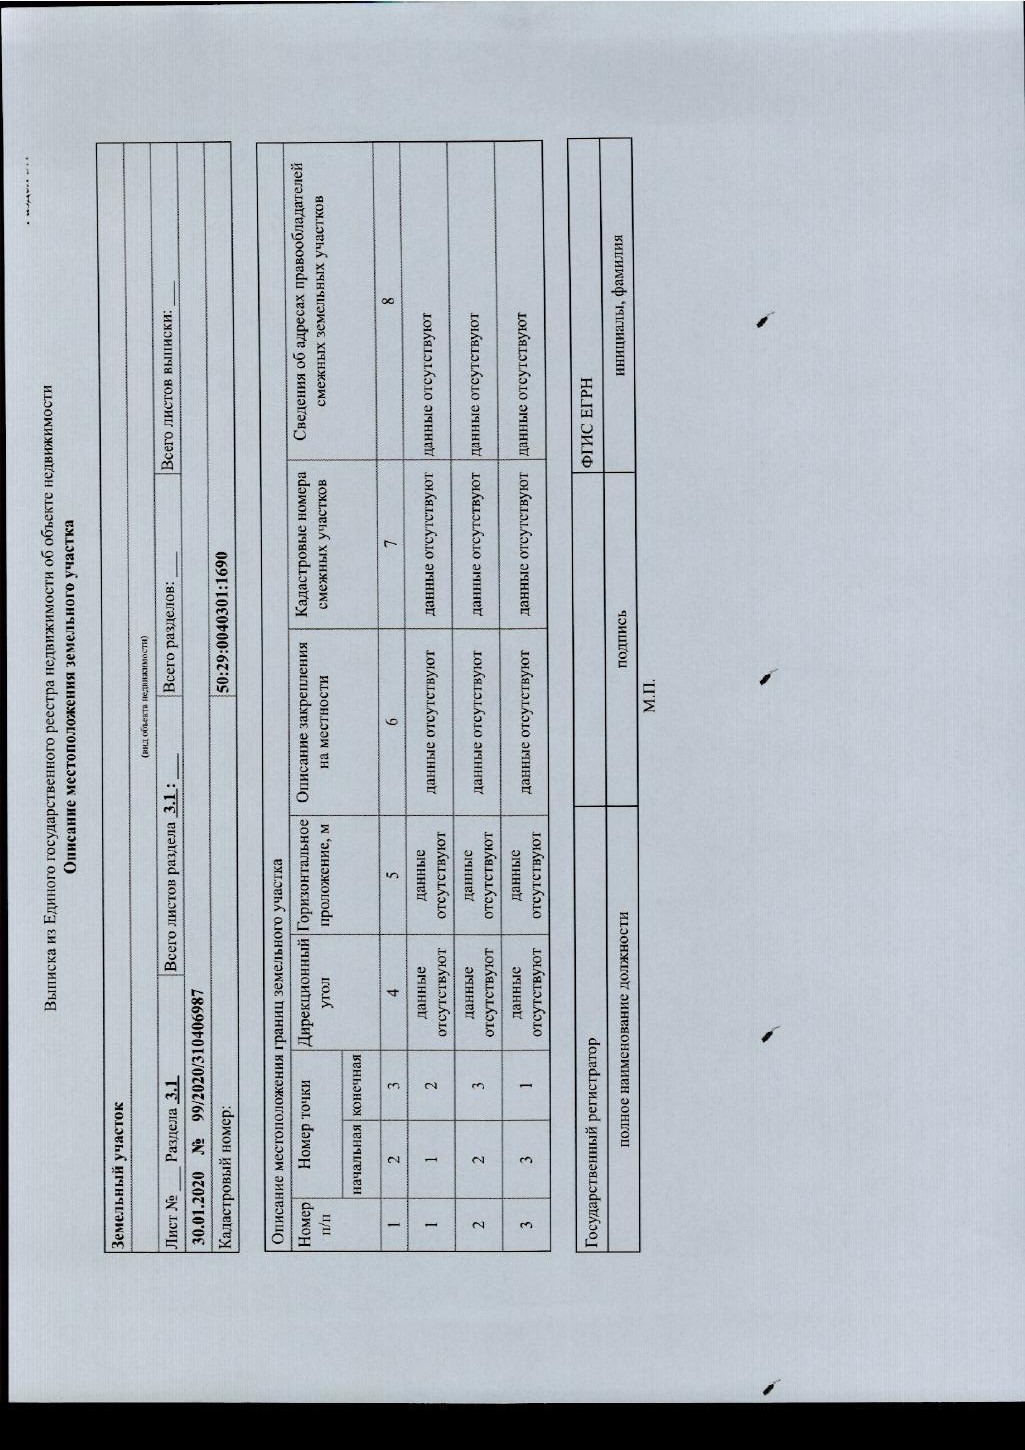 Выписка из Единого государственного реестра недвижимости об объекте недвижимости
Описание местоположения земельного участка
Земельный участок
(вид объекта недвижимости)
Лист № ___ Раздела 3.1 Всего листов раздела 3.1 : ___ Всего разделов: ___ Всего листов выписки: ___
30.01.2020 № 99/2020/310406987
Кадастровый номер: 50:29:0040301:1690
Описание местоположения границ земельного участка
Номер п/п Номер точки Дирекционный угол Горизонтальное проложение, м Описание закрепления на местности Кадастровые номера смежных участков Сведения об адресах правообладателей смежных земельных участков
начальная конечная
1 2 3 4 5 6 7 8
1 1 2 данные отсутствуют данные отсутствуют данные отсутствуют данные отсутствуют данные отсутствуют
2 2 3 данные отсутствуют данные отсутствуют данные отсутствуют данные отсутствуют данные отсутствуют
3 3 1 данные отсутствуют данные отсутствуют данные отсутствуют данные отсутствуют данные отсутствуют
Государственный регистратор ФГИС ЕГРН
полное наименование должности подпись инициалы, фамилия
М.П.